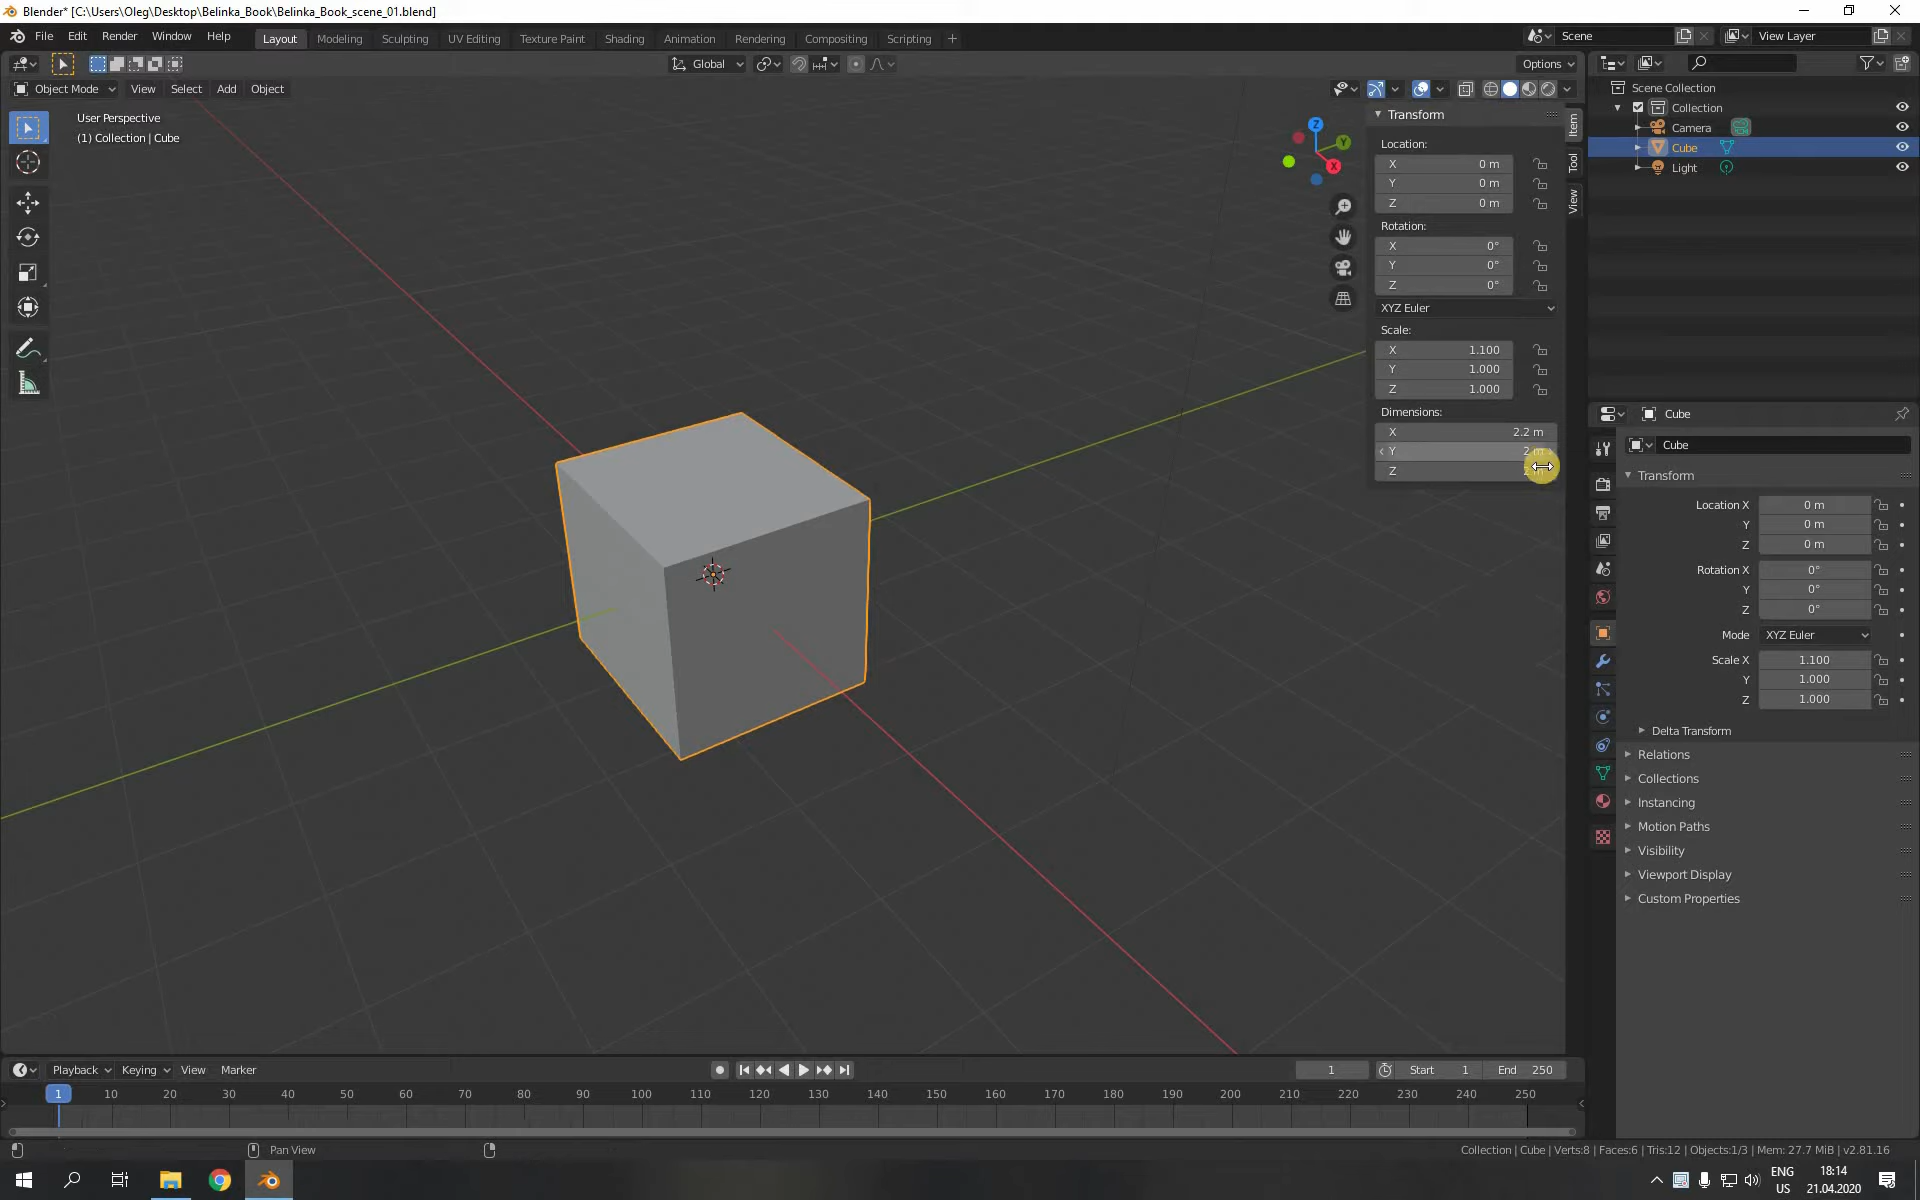 Blender* [C:\Users\Oleg\Desktop\Belinka_Book\Belinka_Book_scene_01.blend]
File Edit Render Window Help Layout Modeling Sculpting UV Editing Texture Paint Shading Animation Rendering Compositing Scripting + Scene View Layer
Global Options
Object Mode View Select Add Object
User Perspective
(1) Collection | Cube
Z
Y
X
Transform
Location:
X 0 m
Y 0 m
Z 0 m
Rotation:
X 0°
Y 0°
Z 0°
XYZ Euler
Scale:
X 1.100
Y 1.000
Z 1.000
Dimensions:
X 2.2 m
Y 2 m
Z
Item
Tool
View
Scene Collection
Collection
Camera
Cube
Light
Cube
Cube
Transform
Location X 0 m
Y 0 m
Z 0 m
Rotation X 0°
Y 0°
Z 0°
Mode XYZ Euler
Scale X 1.100
Y 1.000
Z 1.000
Delta Transform
Relations
Collections
Instancing
Motion Paths
Visibility
Viewport Display
Custom Properties
Playback Keying View Marker 1 Start 1 End 250
1 10 20 30 40 50 60 70 80 90 100 110 120 130 140 150 160 170 180 190 200 210 220 230 240 250
Pan View Collection | Cube | Verts:8 | Faces:6 | Tris:12 | Objects:1/3 | Mem: 27.7 MiB | v2.81.16
ENG
US
18:14
21.04.2020